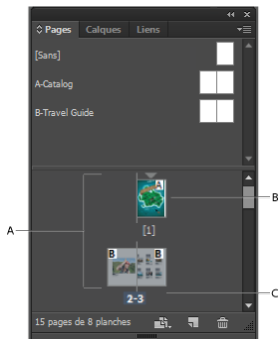 Pages Calques Liens
[Sans]
A-Catalog
B-Travel Guide
A
B
[1]
A
B B
2-3
C
15 pages de 8 planches